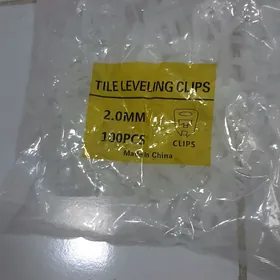 TILE LEVELING CLIPS
2.0MM
100PCS
CLIPS
Made in China